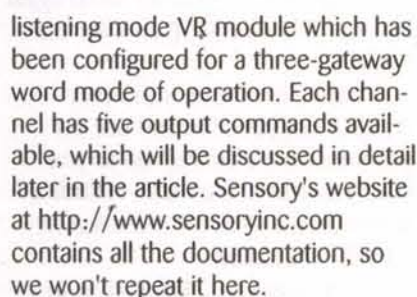 listening mode VR module which has
been configured for a three-gateway
word mode of operation. Each chan-
nel has five output commands avail-
able, which will be discussed in detail
later in the article. Sensory's website
at http://www.sensoryinc.com
contains all the documentation, so
we won't repeat it here.